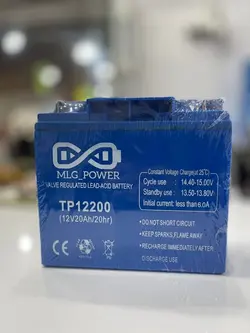 MLG_POWER
VALVE REGULATED LEAD-ACID BATTERY
TP12200
(12V20Ah/20hr)
Constant Voltage Charge(at 25°C)
Cycle use : 14.40-15.00V
Standby use : 13.50-13.80V
Initial current: less than 6.0A
•DO NOT SHORT CIRCUIT
•KEEP SPARKS,FLAME AWAY
•RECHARGE IMMEDIATELY AFTER
DISCHARGE USE